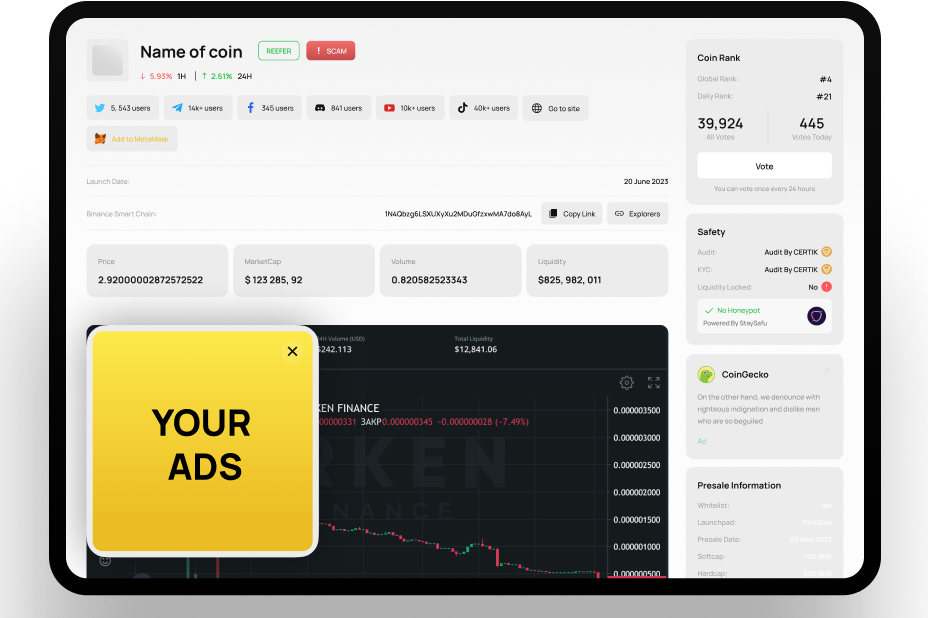 Name of coin
REEFER
! SCAM
↓ 5.93% 1H | ↑ 2.61% 24H
5, 543 users
14k+ users
345 users
841 users
10k+ users
40k+ users
Go to site
Add to MetaMask
Launch Date:
20 June 2023
Binance Smart Chain:
1N4Qbzg6LSXUXyXu2MDuGfzxwMA7do8AyL
Copy Link
Explorers
Price
2.92000002872572522
MarketCap
$ 123 285, 92
Volume
0.820582523343
Liquidity
$825, 982, 011
YOUR
ADS
Volume (USD)
$242.113
Total Liquidity
$12,841.06
KEN FINANCE
0000331 ЗАКР0.000000345 -0.000000028 (-7.49%)
RKEN
NANCE
0.000003500
0.000003000
0.000002500
0.000002000
0.000001500
0.000001000
0.000000500
Coin Rank
Global Rank:
#4
Daily Rank:
#21
39,924
All Votes
445
Votes Today
Vote
You can vote once every 24 hours
Safety
Audit:
Audit By CERTIK
KYC:
Audit By CERTIK
Liquidity Locked:
No !
No Honeypot
Powered By StaySafu
CoinGecko
On the other hand, we denounce with
righteous indignation and dislike men
who are so beguiled
Ad
Presale Information
Whitelist:
Yes
Launchpad:
PinkSale
Presale Date:
05 May 2023
Softcap:
100 BNB
Hardcap: